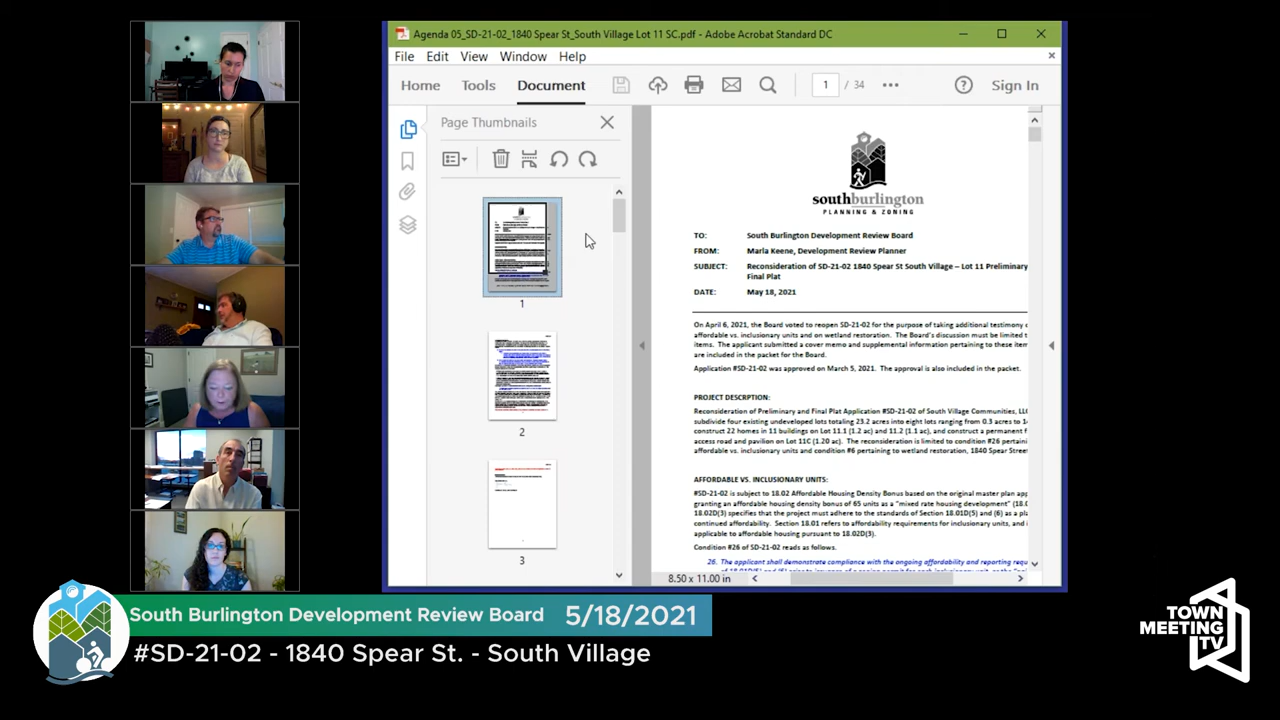 Agenda 05_SD-21-02_1840 Spear St_South Village Lot 11 SC.pdf - Adobe Acrobat Standard DC
File Edit View Window Help
Home Tools Document 1 / 34 Sign In
Page Thumbnails
1
2
3
southburlington
PLANNING & ZONING
TO: South Burlington Development Review Board
FROM: Marla Keene, Development Review Planner
SUBJECT: Reconsideration of SD-21-02 1840 Spear St South Village – Lot 11 Preliminary
Final Plat
DATE: May 18, 2021
On April 6, 2021, the Board voted to reopen SD-21-02 for the purpose of taking additional testimony
affordable vs. inclusionary units and on wetland restoration. The Board's discussion must be limited
items. The applicant submitted a cover memo and supplemental information pertaining to these
are included in the packet for the Board.
Application #SD-21-02 was approved on March 5, 2021. The approval is also included in the packet.
PROJECT DESCRPTION:
Reconsideration of Preliminary and Final Plat Application #SD-21-02 of South Village Communities,
subdivide four existing undeveloped lots totaling 23.2 acres into eight lots ranging from 0.3 acres to
construct 22 homes in 11 buildings on Lot 11.1 (1.2 ac) and 11.2 (1.1 ac), and construct a permanent
access road and pavilion on Lot 11C (1.20 ac). The reconsideration is limited to condition #26
affordable vs. inclusionary units and condition #6 pertaining to wetland restoration, 1840 Spear
AFFORDABLE VS. INCLUSIONARY UNITS:
#SD-21-02 is subject to 18.02 Affordable Housing Density Bonus based on the original master plan
granting an affordable housing density bonus of 65 units as a "mixed rate housing development"
18.02D(3) specifies that the project must adhere to the standards of Section 18.01D(5) and (6) as a
continued affordability. Section 18.01 refers to affordability requirements for inclusionary units, and
applicable to affordable housing pursuant to 18.02D(3).
Condition #26 of SD-21-02 reads as follows.
26. The applicant shall demonstrate compliance with the ongoing affordability and reporting
8.50 x 11.00 in
South Burlington Development Review Board 5/18/2021
#SD-21-02 - 1840 Spear St. - South Village
TOWN
MEETING
TV